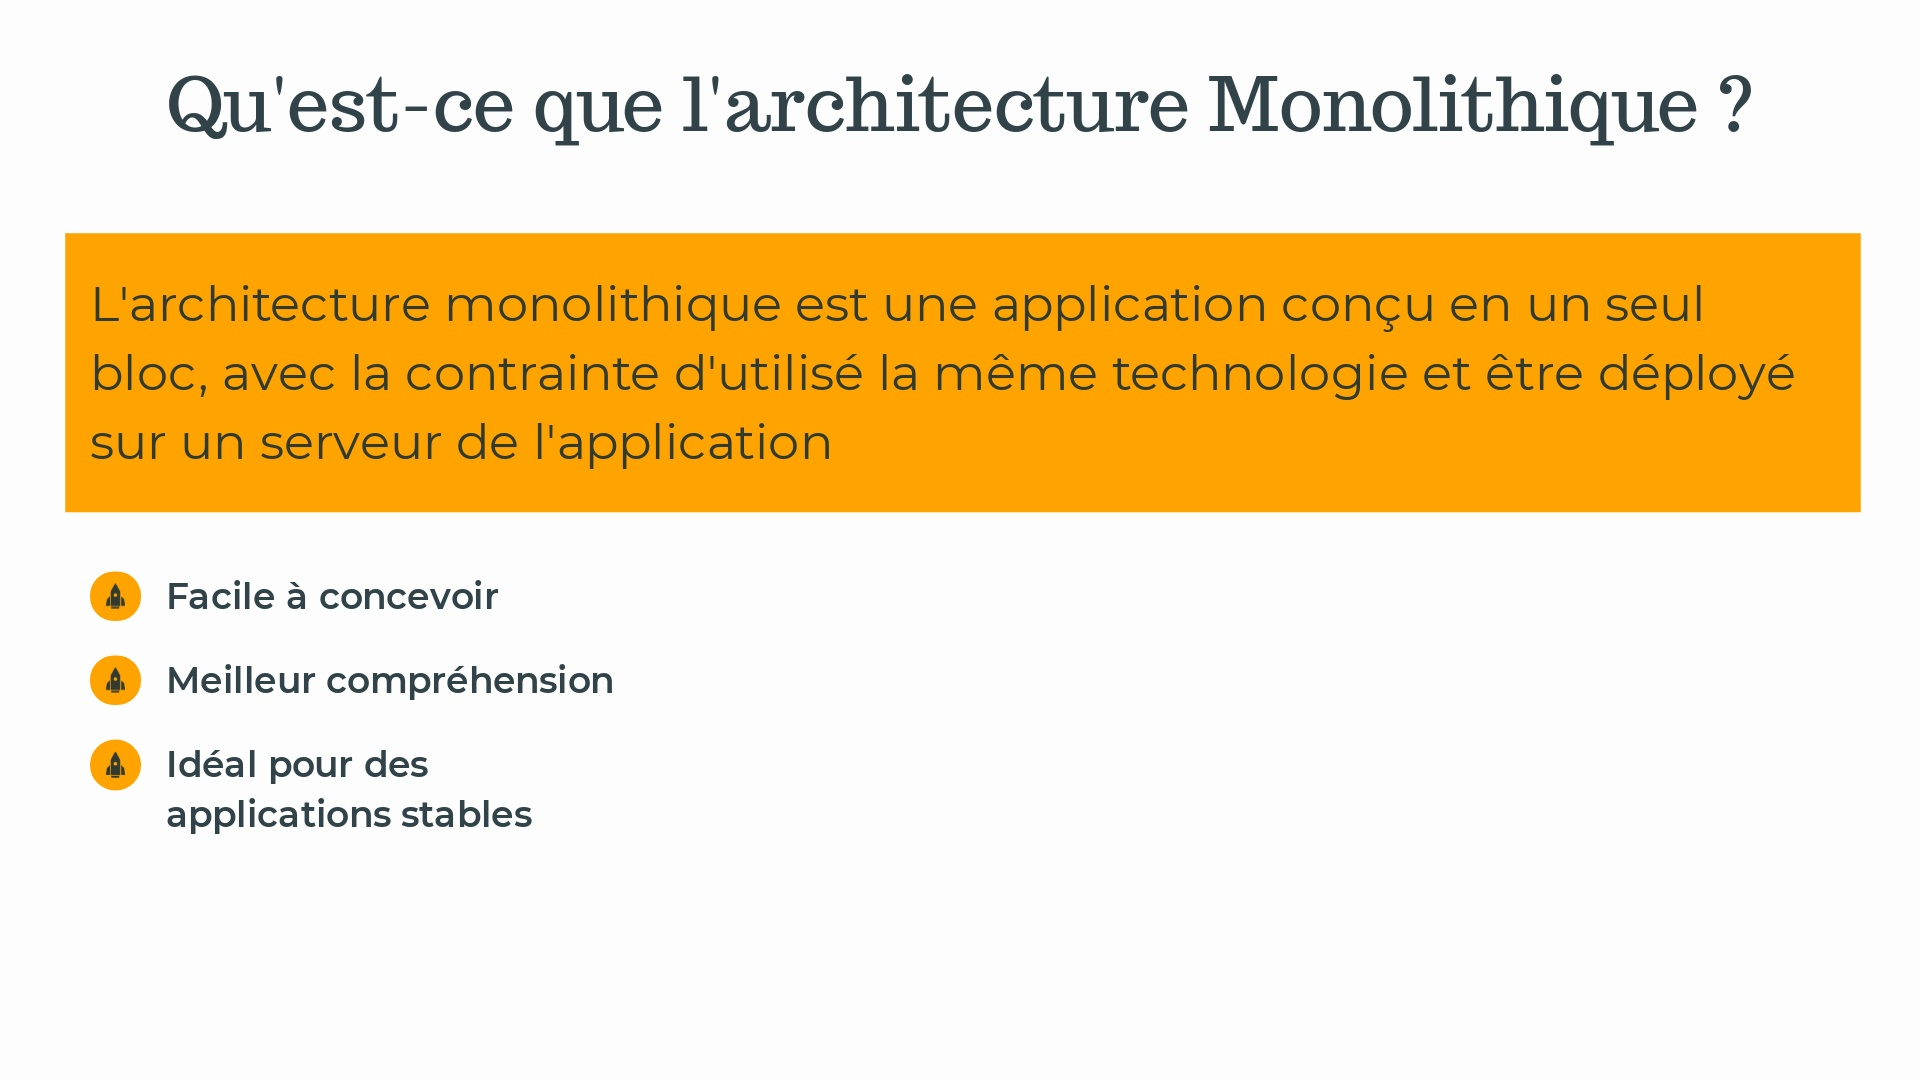 Qu'est-ce que l'architecture Monolithique ?
L'architecture monolithique est une application conçu en un seul
bloc, avec la contrainte d'utilisé la même technologie et être déployé
sur un serveur de l'application
Facile à concevoir
Meilleur compréhension
Idéal pour des
applications stables